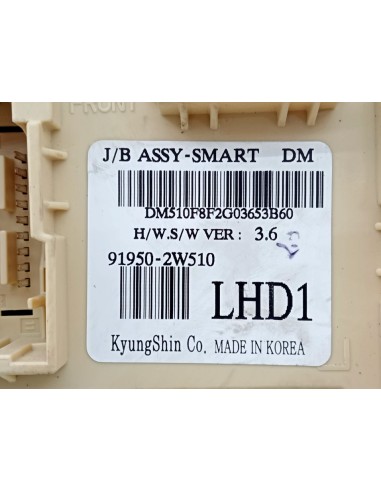 FRONT
J/B ASSY-SMART DM
DM510F8F2G03653B60
H/W.S/W VER : 3.6
91950-2W510
LHD1
KyungShin Co. MADE IN KOREA
E